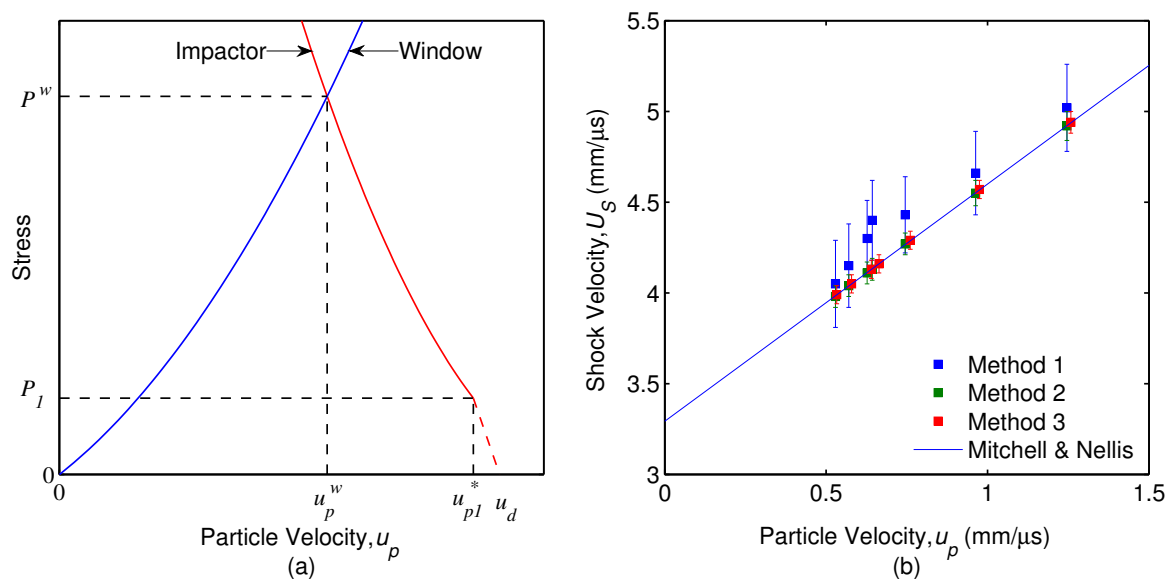 Impactor
Window
P^w
P_1
0
0
u_p^w
u_{p1}^*
u_d
Stress
Particle Velocity, u_p
(a)
5.5
5
4.5
4
3.5
3
0
0.5
1
1.5
Shock Velocity, U_S (mm/μs)
Method 1
Method 2
Method 3
Mitchell & Nellis
Particle Velocity, u_p (mm/μs)
(b)